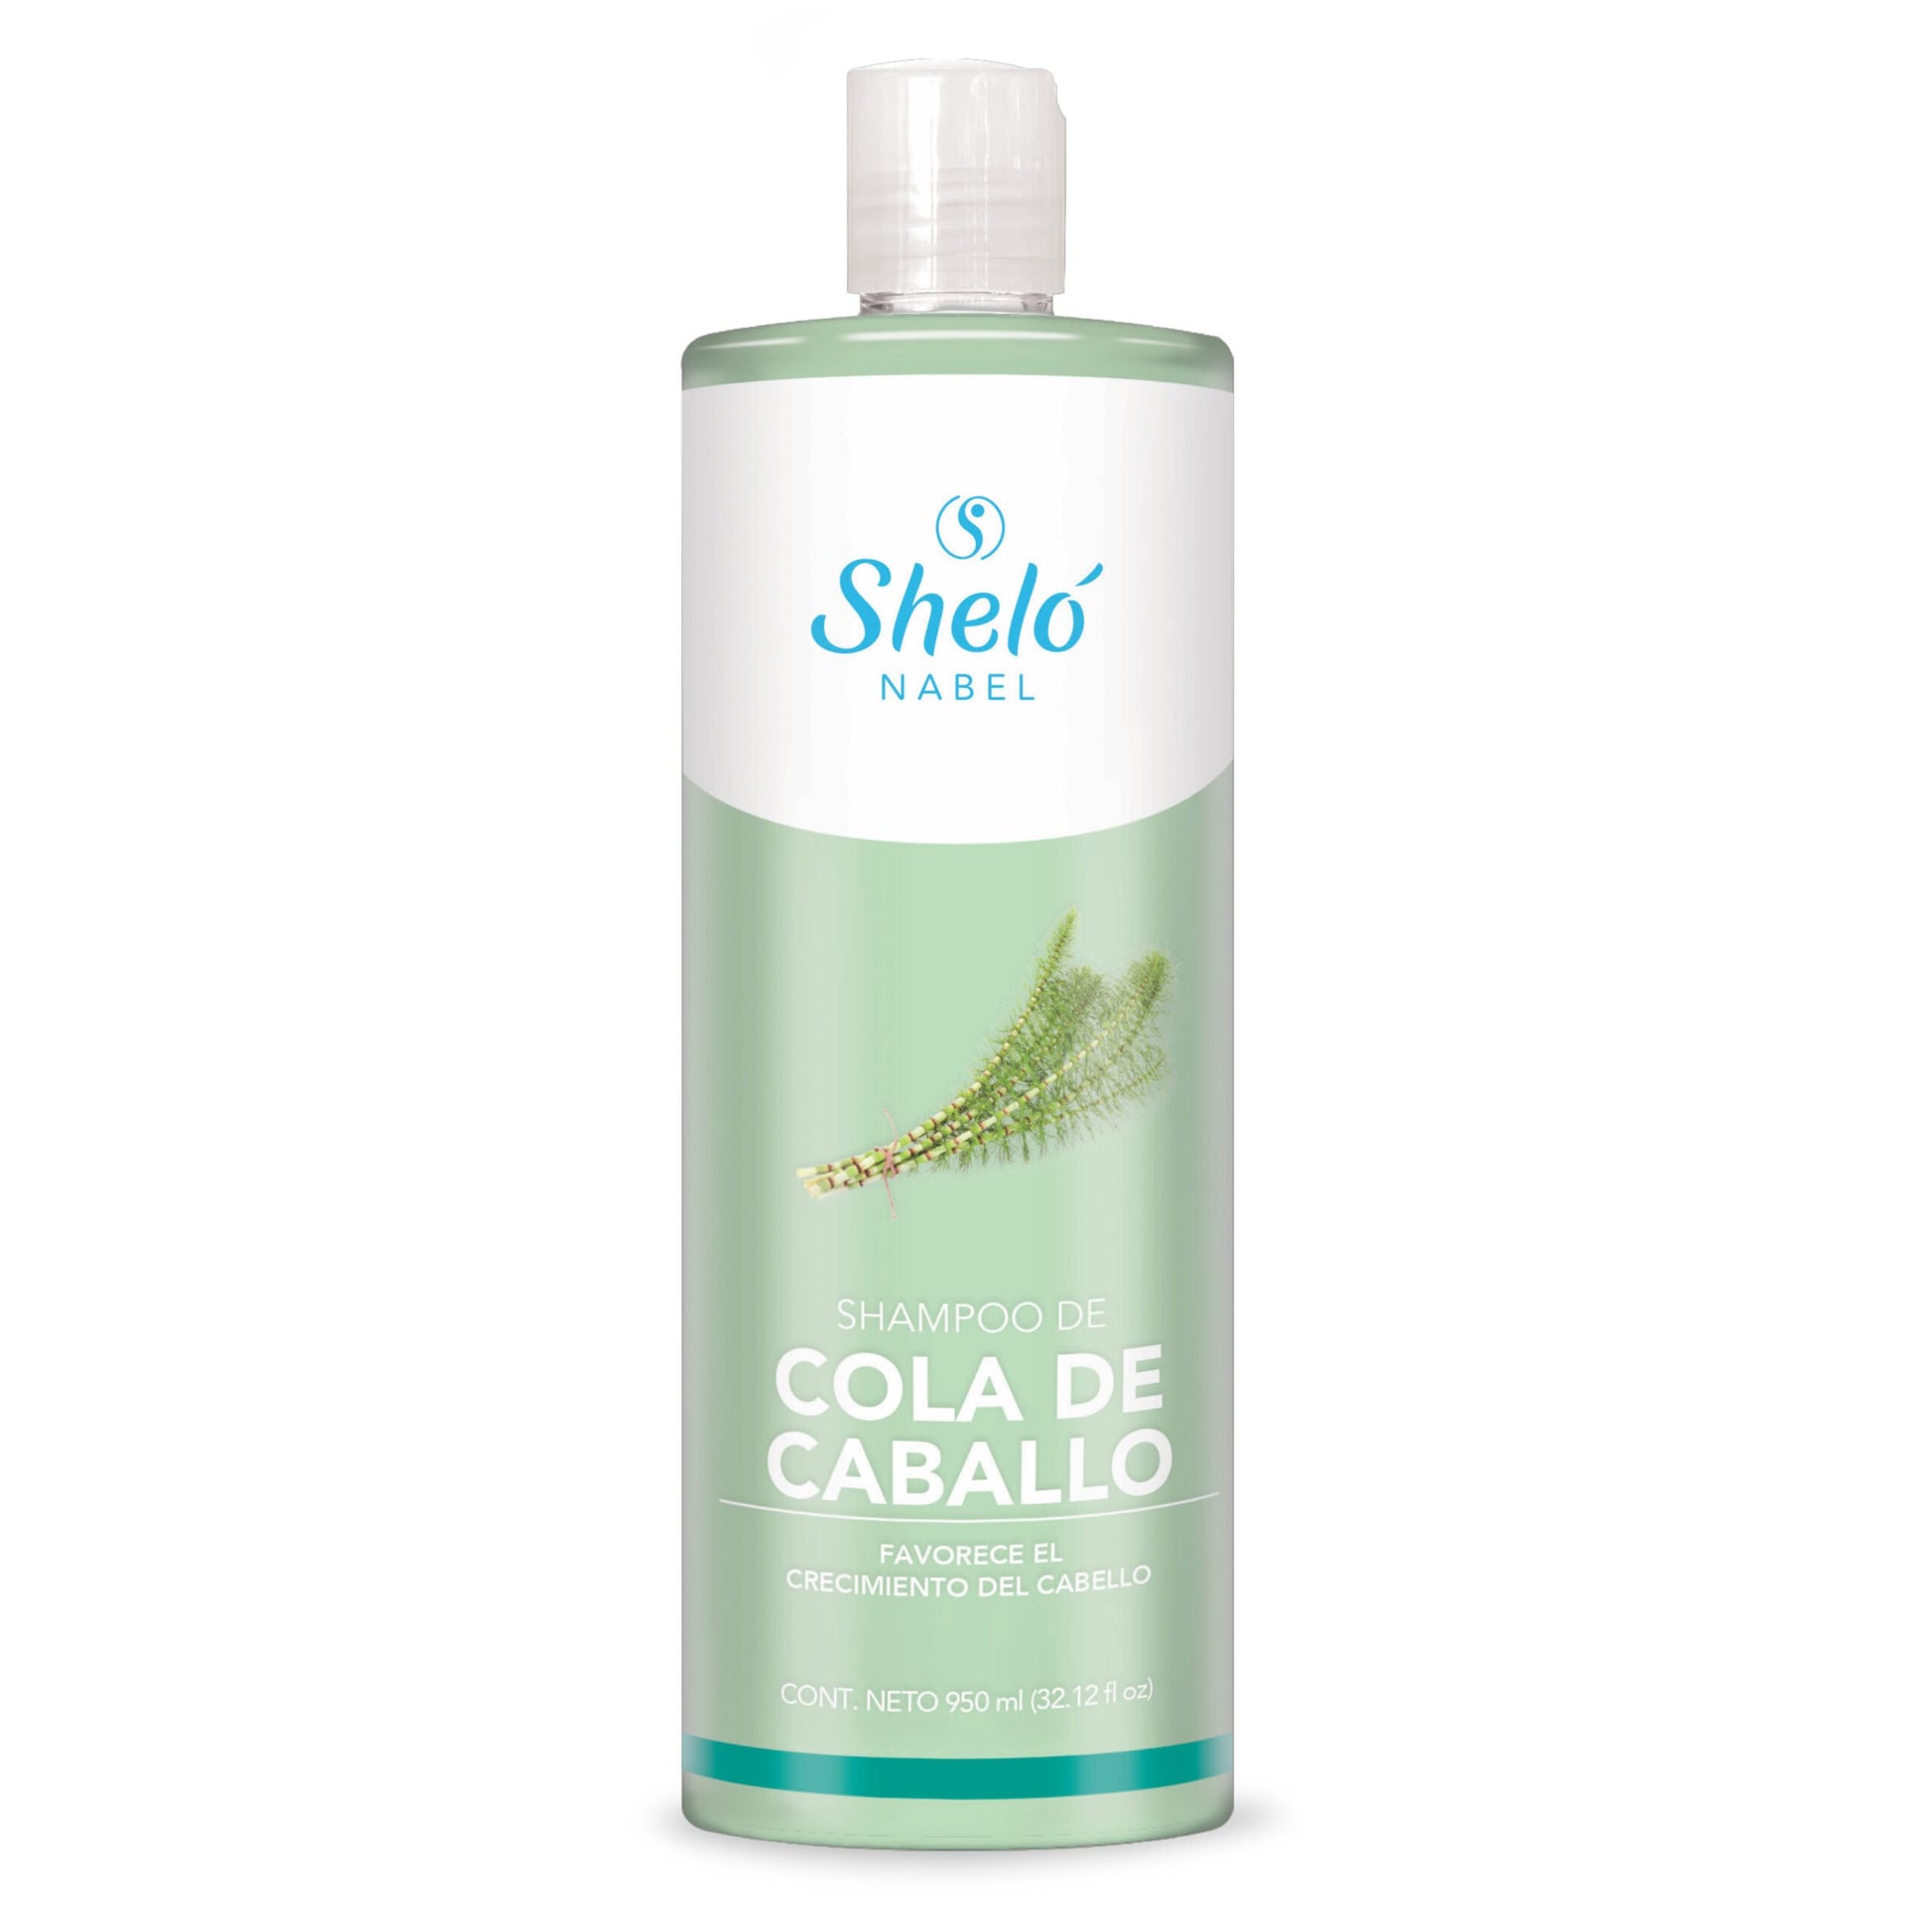 Sheló
NABEL
SHAMPOO DE
COLA DE
CABALLO
FAVORECE EL
CRECIMIENTO DEL CABELLO
CONT. NETO 950 ml (32.12 fl oz)